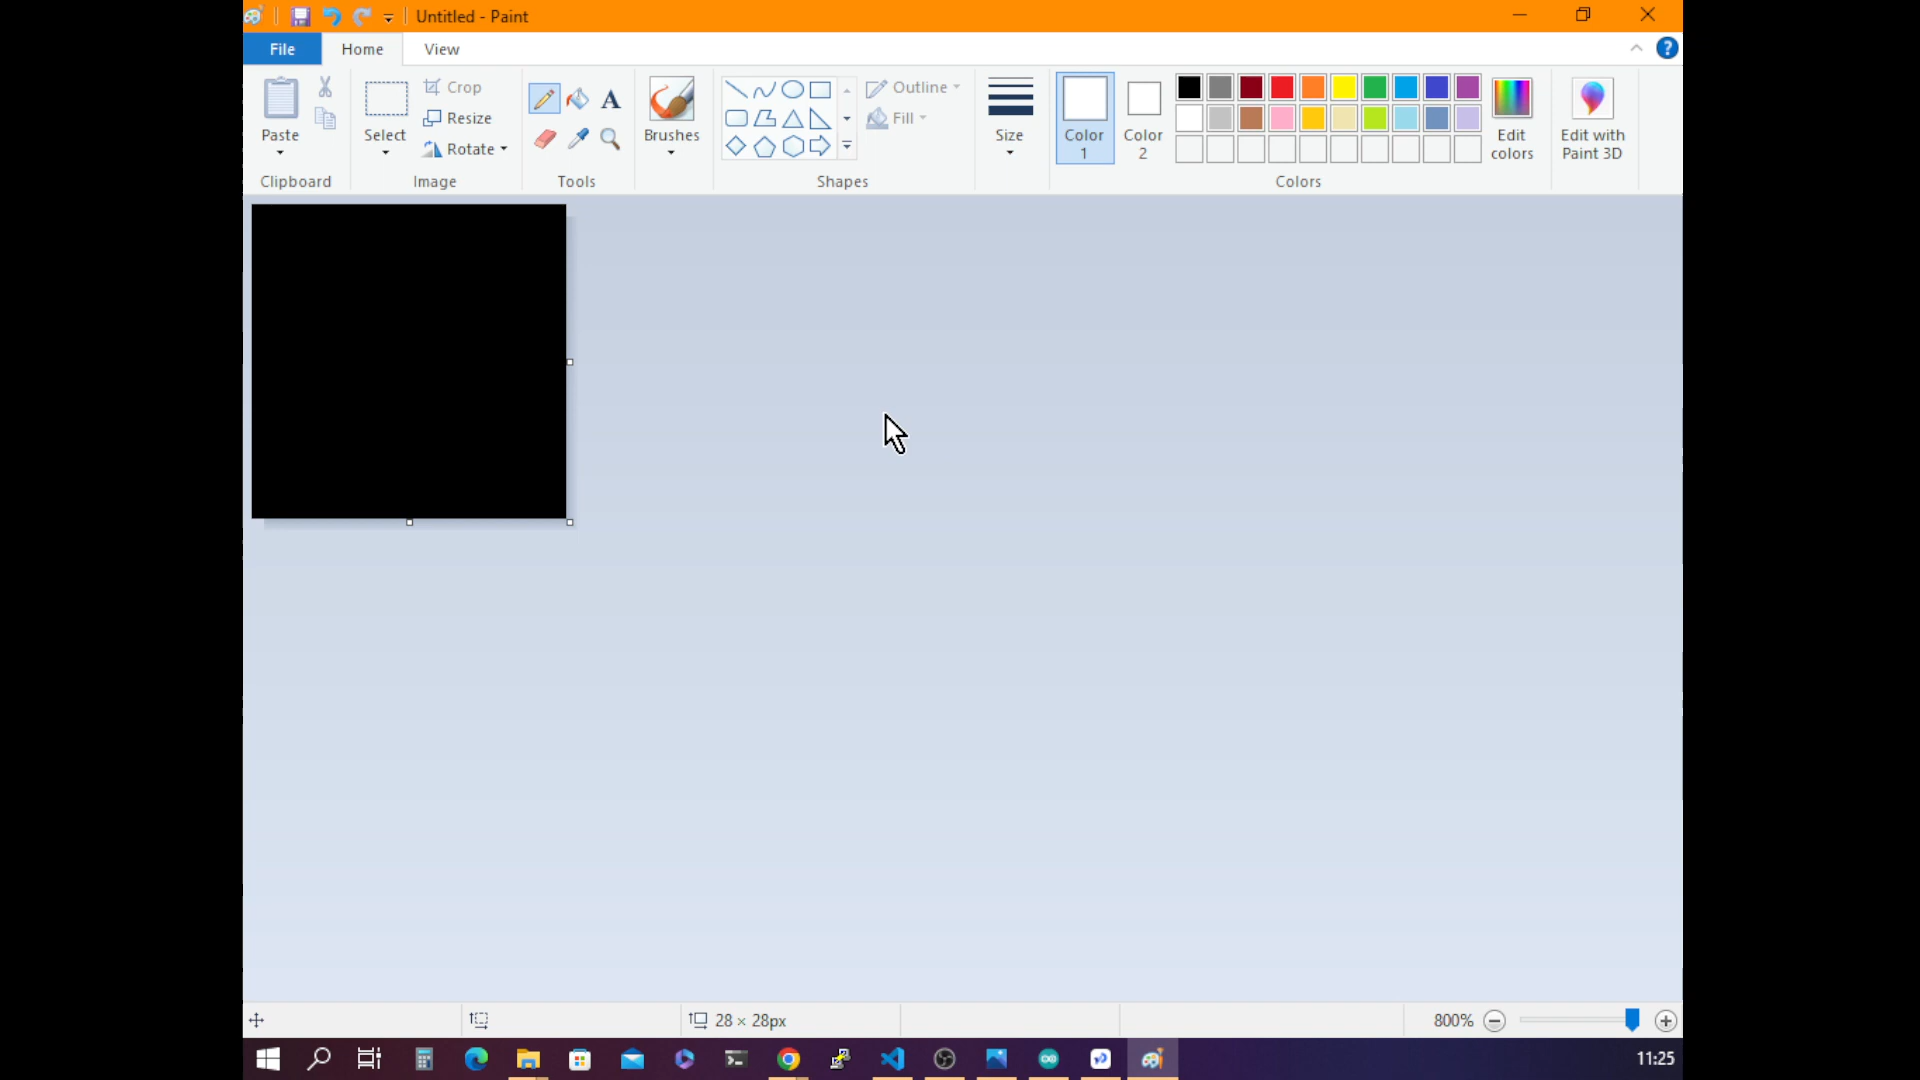 Untitled - Paint
File Home View
Paste
Clipboard
Select
Crop
Resize
Rotate
Image
A
Tools
Brushes
Shapes
Outline
Fill
Size
Color
1
Color
2
Colors
Edit
colors
Edit with
Paint 3D
?
28 × 28px
800%
11:25